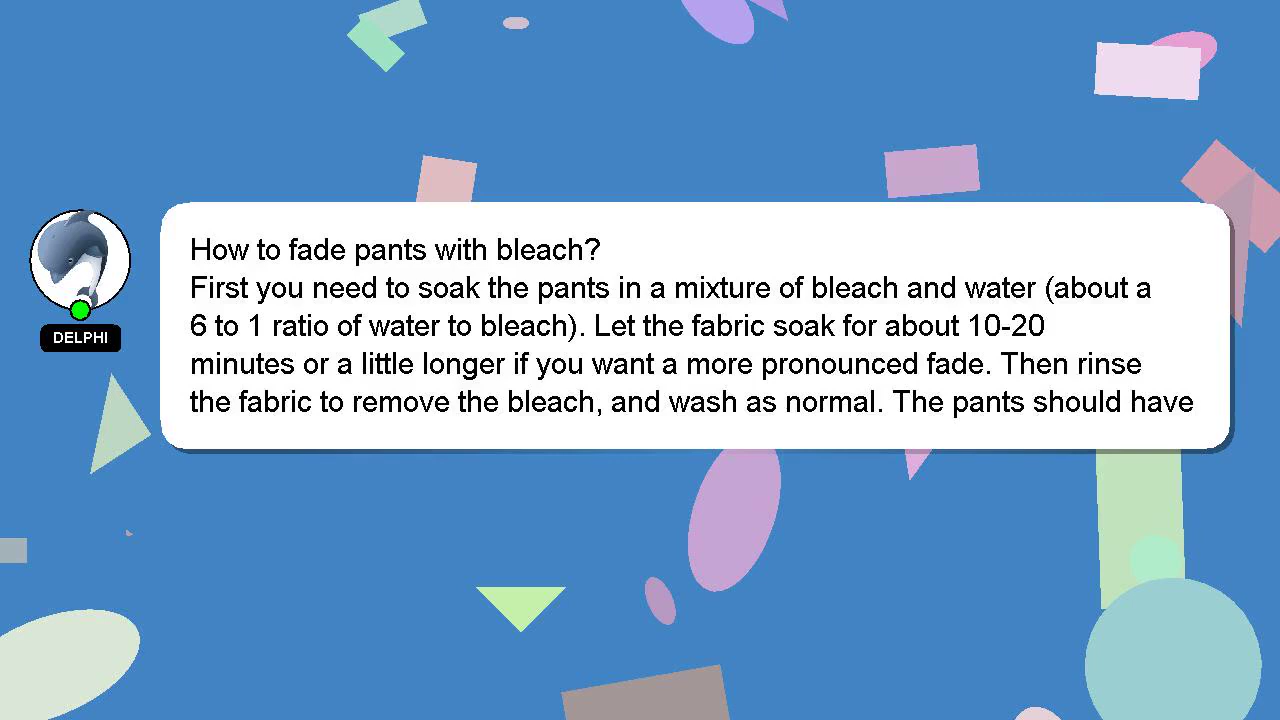 How to fade pants with bleach?
First you need to soak the pants in a mixture of bleach and water (about a
6 to 1 ratio of water to bleach). Let the fabric soak for about 10-20
minutes or a little longer if you want a more pronounced fade. Then rinse
the fabric to remove the bleach, and wash as normal. The pants should have
DELPHI